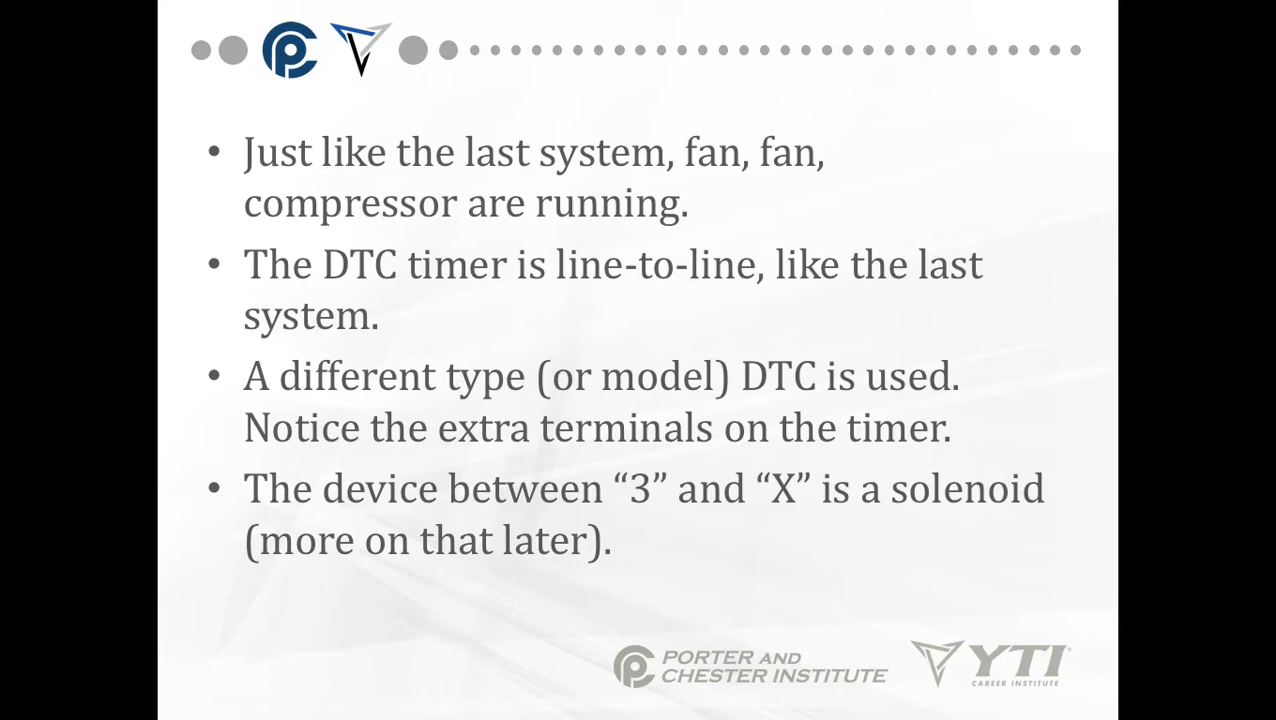 • Just like the last system, fan, fan,
compressor are running.
• The DTC timer is line-to-line, like the last
system.
• A different type (or model) DTC is used.
Notice the extra terminals on the timer.
• The device between “3” and “X” is a solenoid
(more on that later).
PORTER AND
CHESTER INSTITUTE
YTI
CAREER INSTITUTE